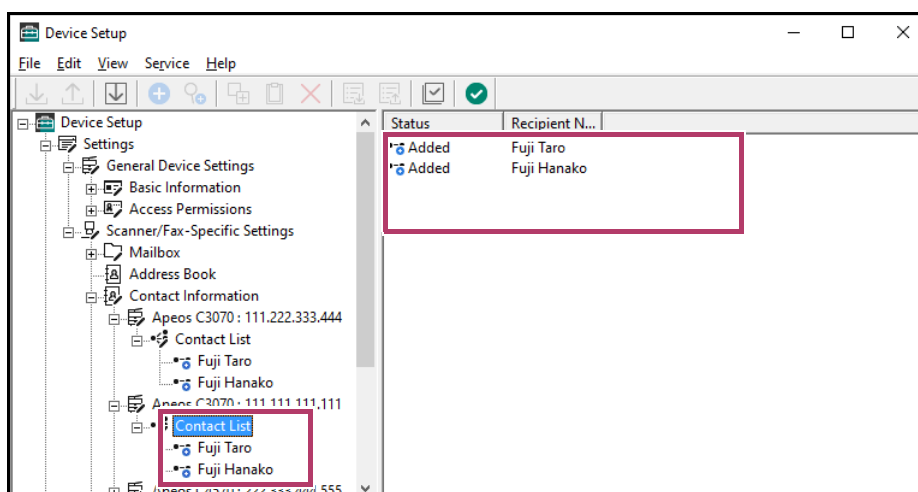 Device Setup
File Edit View Service Help
Device Setup
Settings
General Device Settings
Basic Information
Access Permissions
Scanner/Fax-Specific Settings
Mailbox
Address Book
Contact Information
Apeos C3070 : 111.222.333.444
Contact List
Fuji Taro
Fuji Hanako
Apeos C3070 : 111.111.111.111
Contact List
Fuji Taro
Fuji Hanako
Status Recipient N...
Added Fuji Taro
Added Fuji Hanako